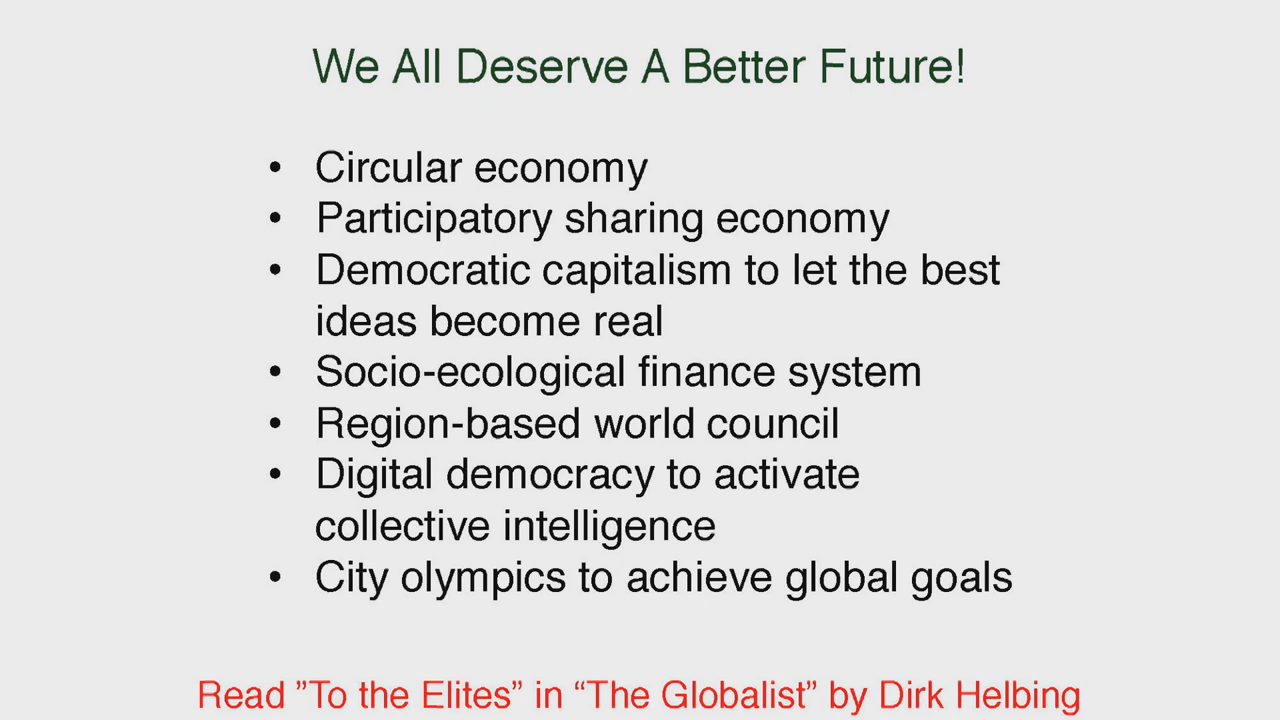 We All Deserve A Better Future!
• Circular economy
• Participatory sharing economy
• Democratic capitalism to let the best
ideas become real
• Socio-ecological finance system
• Region-based world council
• Digital democracy to activate
collective intelligence
• City olympics to achieve global goals
Read ”To the Elites” in “The Globalist” by Dirk Helbing